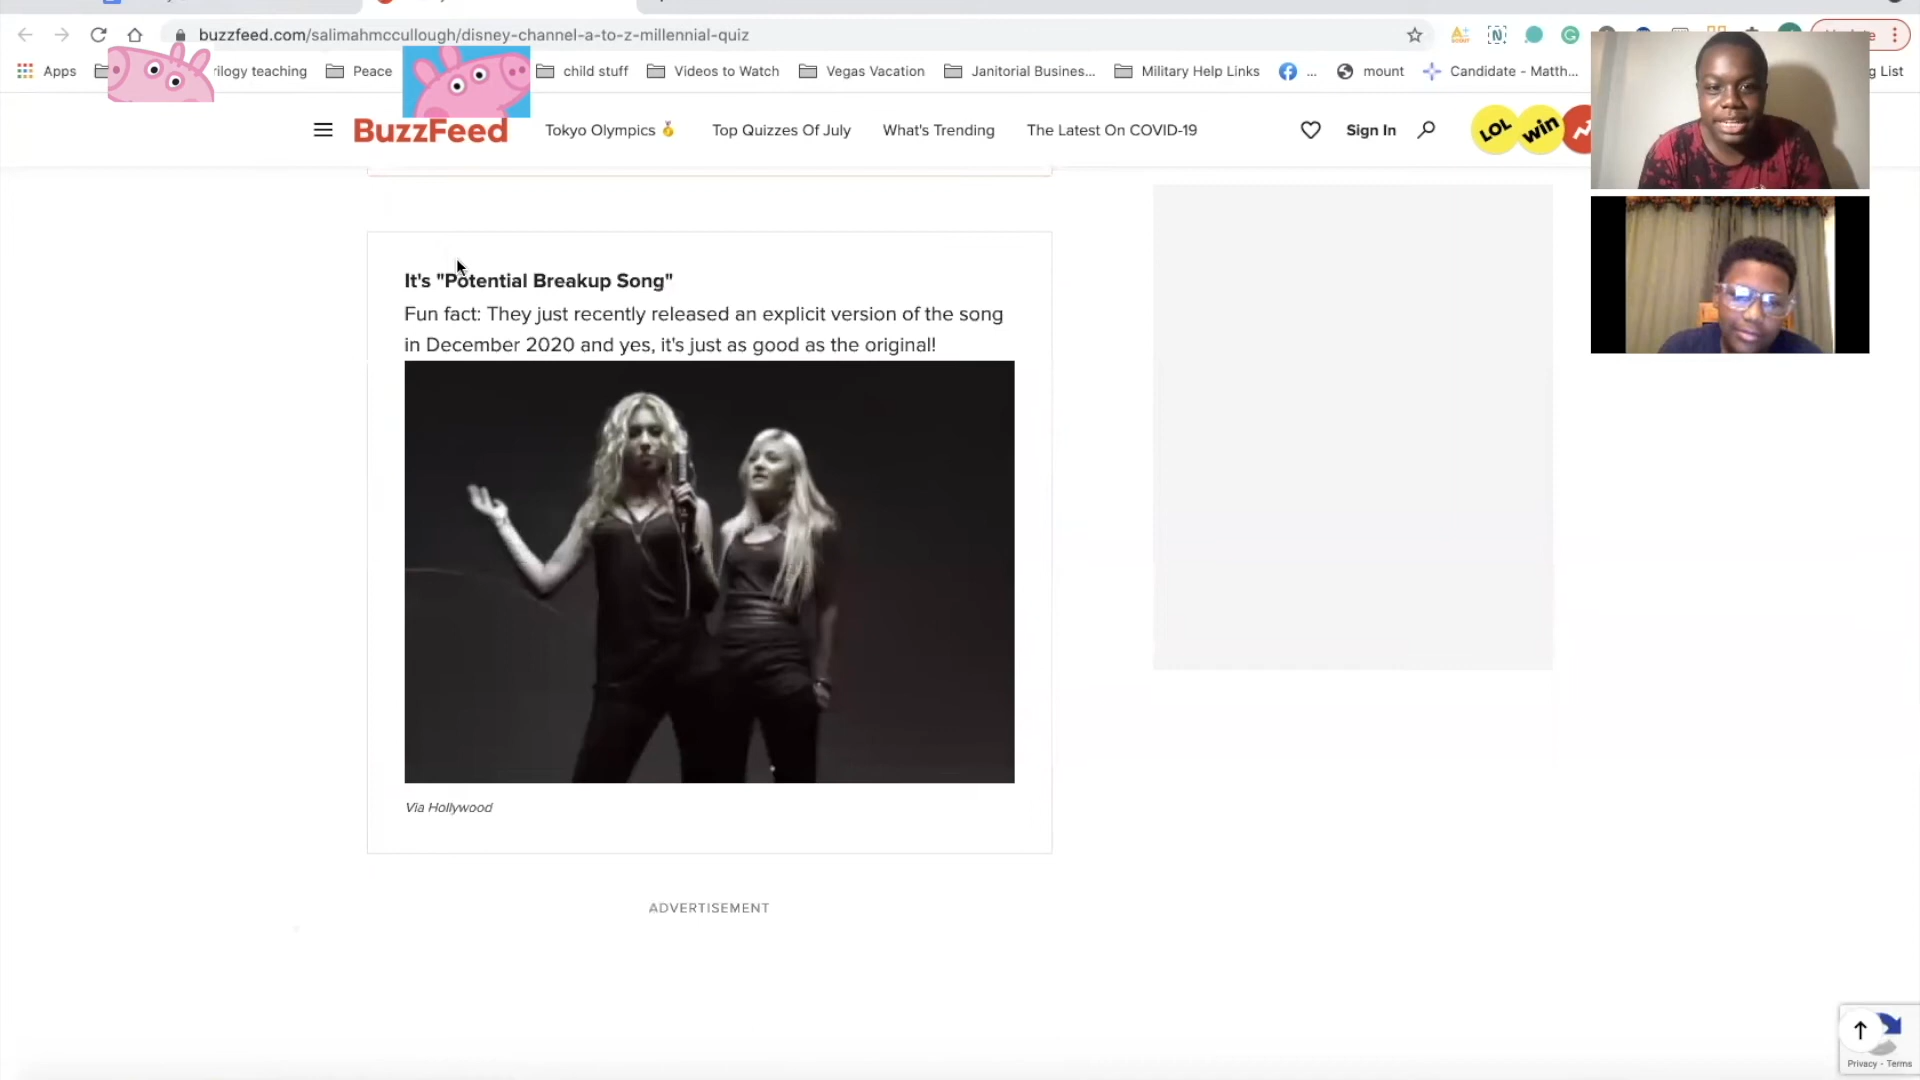 buzzfeed.com/salimahmccullough/disney-channel-a-to-z-millennial-quiz
Apps
rilogy teaching
Peace
child stuff
Videos to Watch
Vegas Vacation
Janitorial Busines...
Military Help Links
...
mount
Candidate - Matth...
g List
BuzzFeed
Tokyo Olympics
Top Quizzes Of July
What's Trending
The Latest On COVID-19
Sign In
LOL
win
It's "Potential Breakup Song"
Fun fact: They just recently released an explicit version of the song
in December 2020 and yes, it's just as good as the original!
Via Hollywood
ADVERTISEMENT
Privacy - Terms